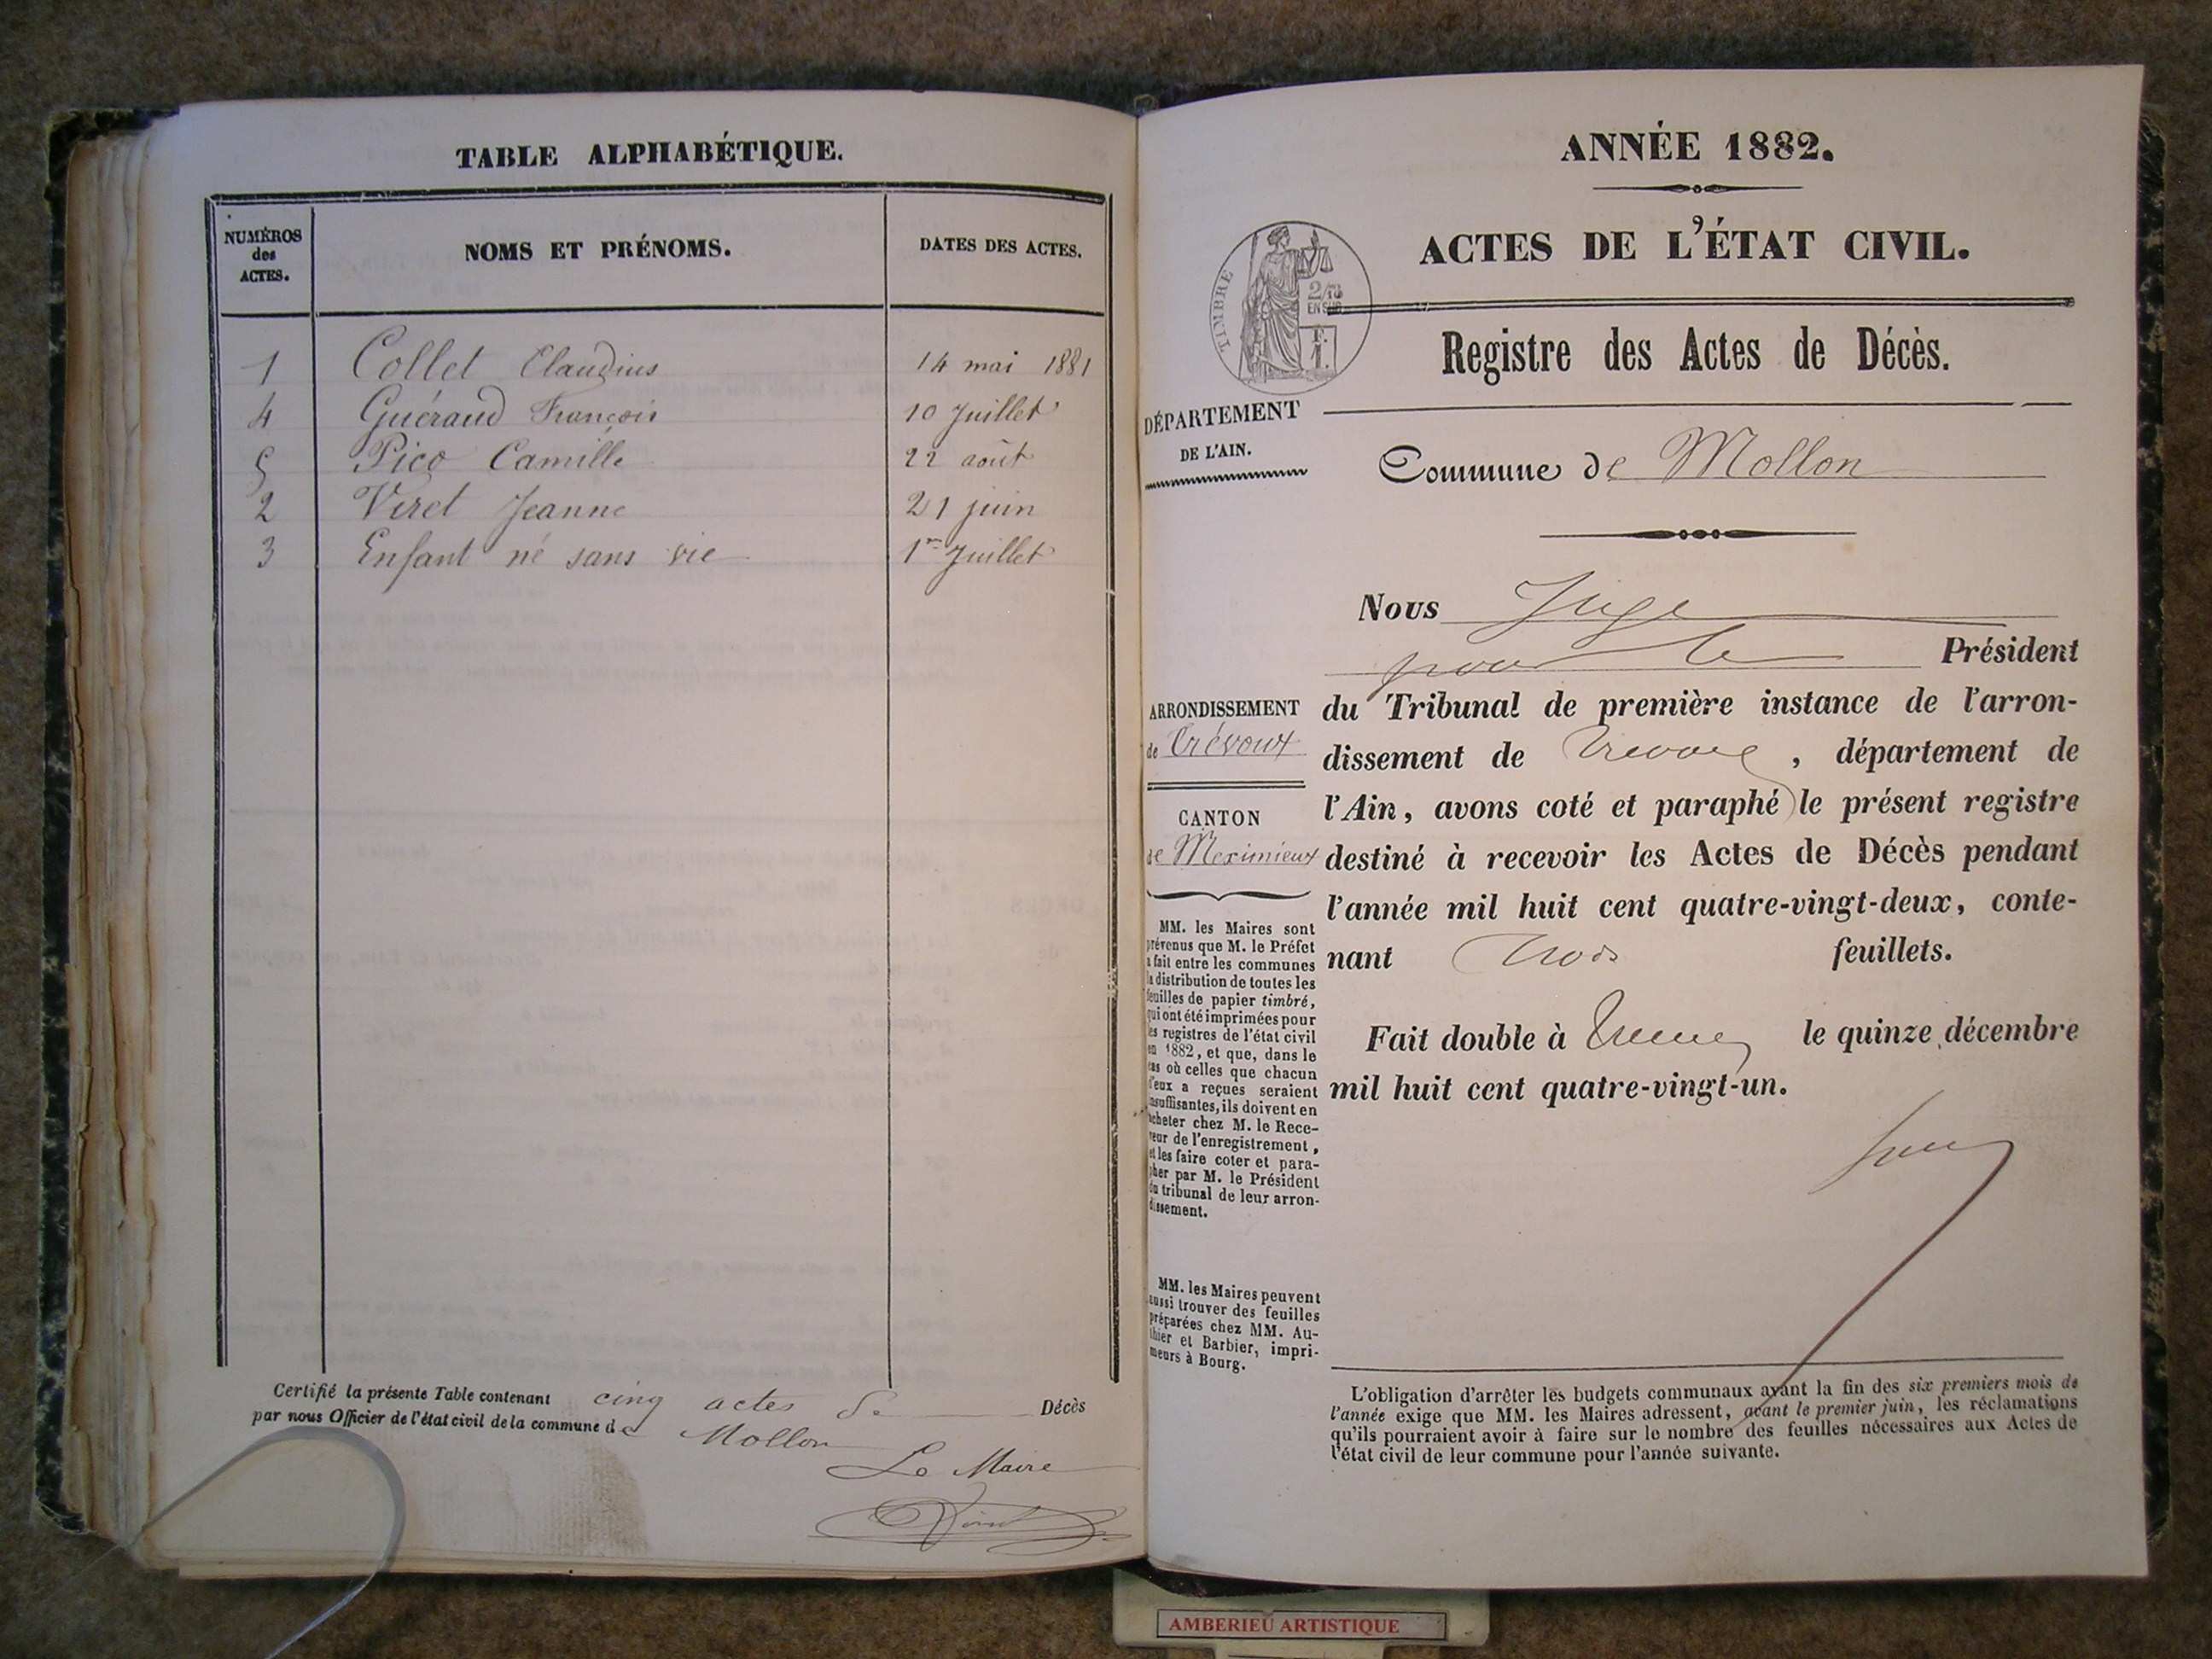 TABLE ALPHABÉTIQUE.
NUMÉROS des ACTES.
NOMS ET PRÉNOMS.
DATES DES ACTES.
1 Collet Claudius 14 mai 1881
4 Guéraud François 10 Juillet
5 Pico Camille 22 août
2 Viret Jeanne 21 juin
3 Enfant né sans vie 1er Juillet
Certifié la présente Table contenant cinq actes de Décès
par nous Officier de l'état civil de la commune de Mollon
Le Maire
ANNÉE 1882.
ACTES DE L'ÉTAT CIVIL.
TIMBRE
2/10
EN SUS
F.
1.
Registre des Actes de Décès.
DÉPARTEMENT
DE L'AIN.
Commune de Mollon
Nous Juge
pour le Président
ARRONDISSEMENT
de Trévoux
CANTON
de Meximieux
du Tribunal de première instance de l'arron-
dissement de Trévoux, département de
l'Ain, avons coté et paraphé le présent registre
destiné à recevoir les Actes de Décès pendant
l'année mil huit cent quatre-vingt-deux, conte-
nant trois feuillets.
Fait double à Trévoux le quinze décembre
mil huit cent quatre-vingt-un.
MM. les Maires sont
prévenus que M. le Préfet
a fait entre les communes
la distribution de toutes les
feuilles de papier timbré,
qui ont été imprimées pour
les registres de l'état civil
en 1882, et que, dans le
cas où celles que chacun
d'eux a reçues seraient
insuffisantes, ils doivent en
acheter chez M. le Rece-
veur de l'enregistrement,
et les faire coter et para-
pher par M. le Président
du tribunal de leur arron-
dissement.
MM. les Maires peuvent
aussi trouver des feuilles
préparées chez MM. Au-
thier et Barbier, impri-
meurs à Bourg.
L'obligation d'arrêter les budgets communaux avant la fin des six premiers mois de
l'année exige que MM. les Maires adressent, avant le premier juin, les réclamations
qu'ils pourraient avoir à faire sur le nombre des feuilles nécessaires aux Actes de
l'état civil de leur commune pour l'année suivante.
AMBERIEU ARTISTIQUE